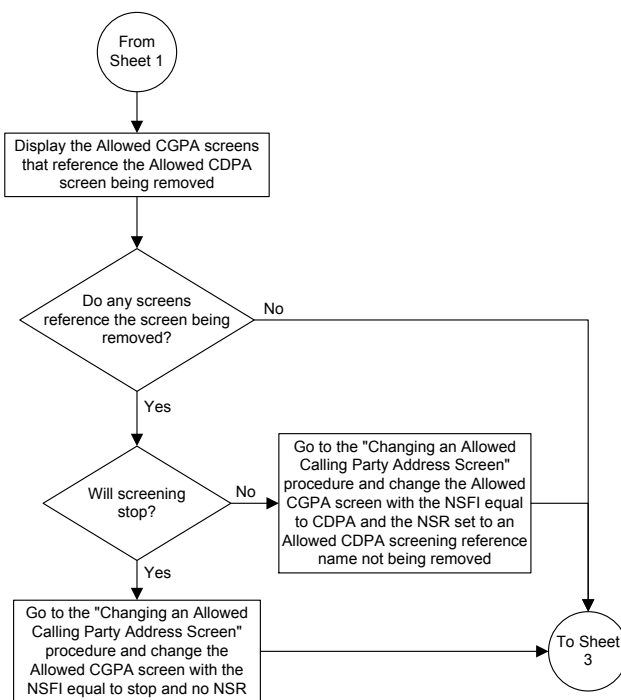 From
Sheet 1
Display the Allowed CGPA screens
that reference the Allowed CDPA
screen being removed
Do any screens
reference the screen being
removed?
No
Yes
Will screening
stop?
No
Go to the "Changing an Allowed
Calling Party Address Screen"
procedure and change the Allowed
CGPA screen with the NSFI equal
to CDPA and the NSR set to an
Allowed CDPA screening reference
name not being removed
Yes
Go to the "Changing an Allowed
Calling Party Address Screen"
procedure and change the
Allowed CGPA screen with the
NSFI equal to stop and no NSR
To Sheet
3